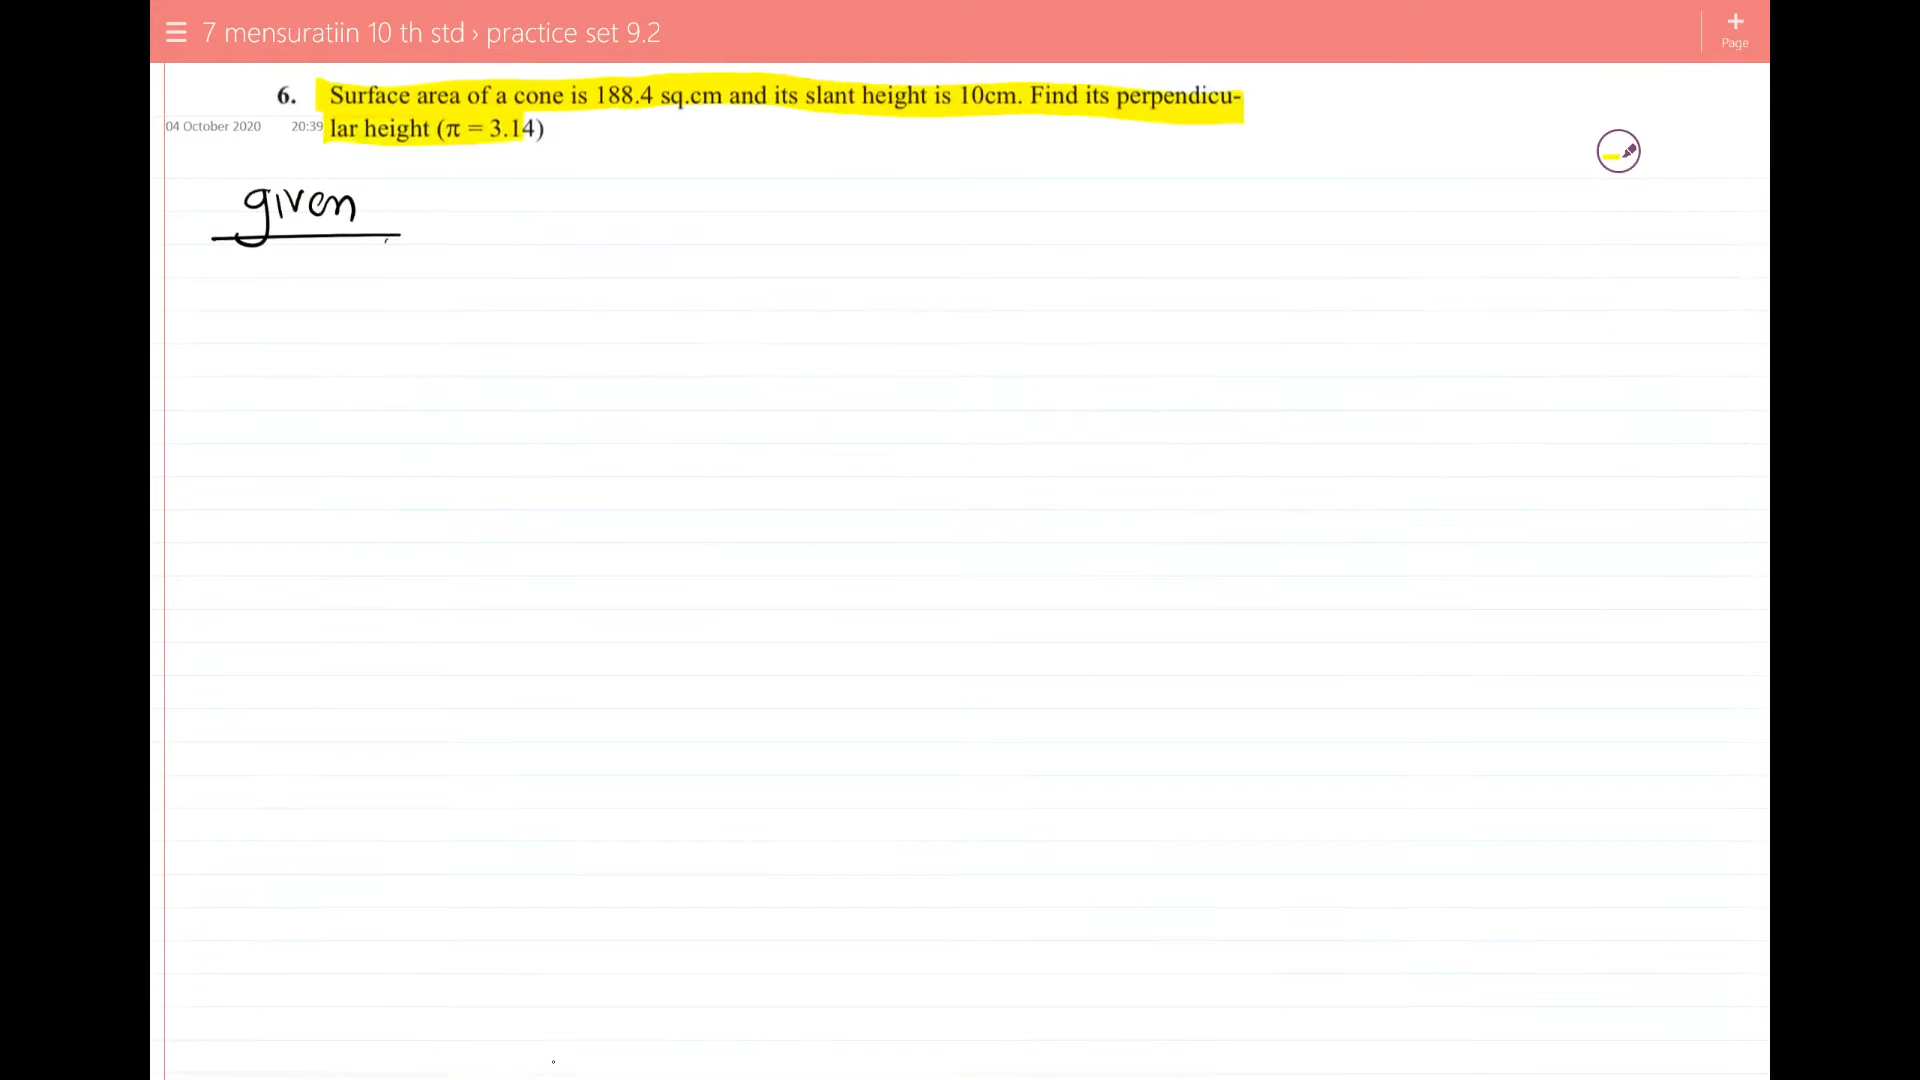 7 mensuratiin 10 th std › practice set 9.2
Page
6. Surface area of a cone is 188.4 sq.cm and its slant height is 10cm. Find its perpendicu-
04 October 2020 20:39 lar height (π = 3.14)
given